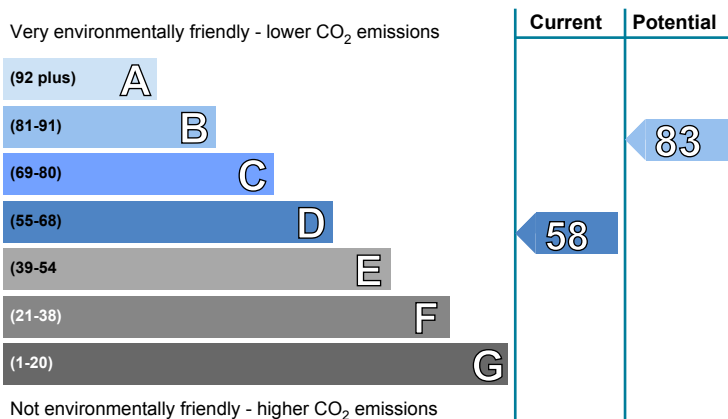 Current Potential
Very environmentally friendly - lower CO₂ emissions
(92 plus) A
(81-91) B
83
(69-80) C
(55-68) D
58
(39-54 E
(21-38) F
(1-20) G
Not environmentally friendly - higher CO₂ emissions